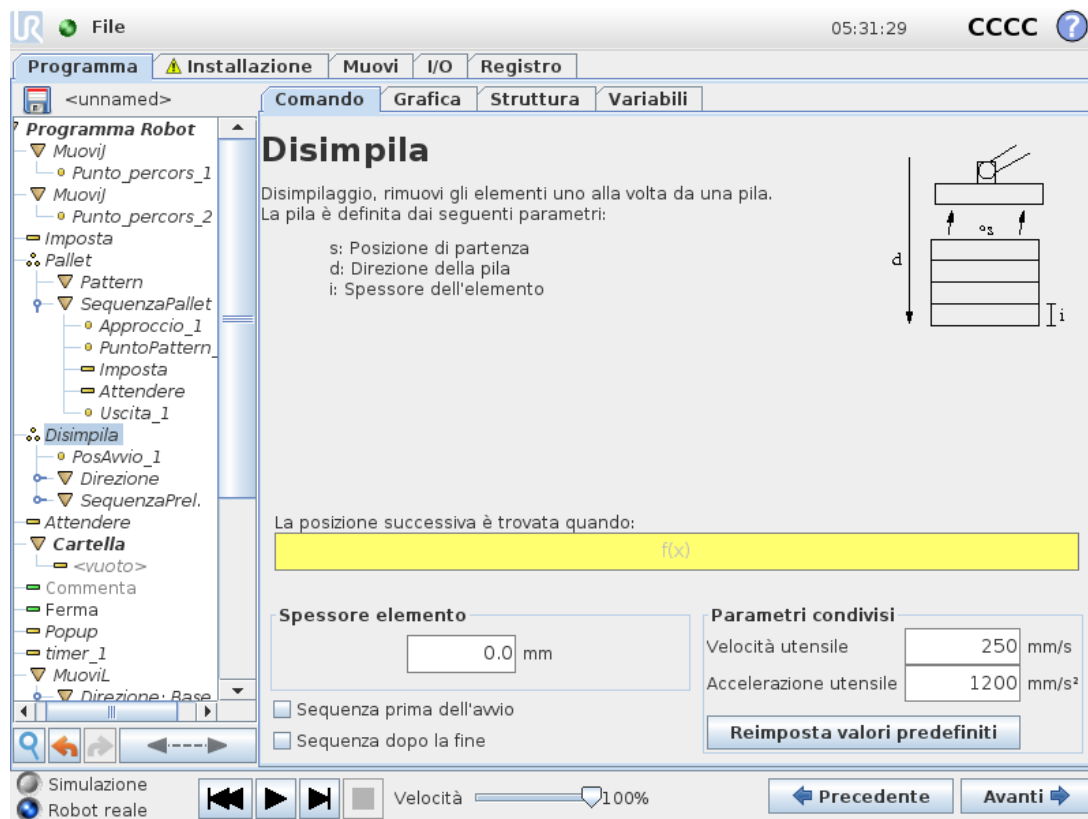 UR File 05:31:29 CCCC ?
Programma Installazione Muovi I/O Registro
<unnamed>
Comando Grafica Struttura Variabili
Programma Robot
MuoviJ
Punto_percors_1
MuoviJ
Punto_percors_2
Imposta
Pallet
Pattern
SequenzaPallet
Approccio_1
PuntoPattern_
Imposta
Attendere
Uscita_1
Disimpila
PosAvvio_1
Direzione
SequenzaPrel.
Attendere
Cartella
<vuoto>
Commenta
Ferma
Popup
timer_1
MuoviL
Direzione: Base
Disimpila
Disimpilaggio, rimuovi gli elementi uno alla volta da una pila.
La pila è definita dai seguenti parametri:
s: Posizione di partenza
d: Direzione della pila
i: Spessore dell'elemento
s
d
i
La posizione successiva è trovata quando:
f(x)
Spessore elemento
0.0 mm
Sequenza prima dell'avvio
Sequenza dopo la fine
Parametri condivisi
Velocità utensile 250 mm/s
Accelerazione utensile 1200 mm/s²
Reimposta valori predefiniti
Simulazione
Robot reale
Velocità 100%
Precedente
Avanti